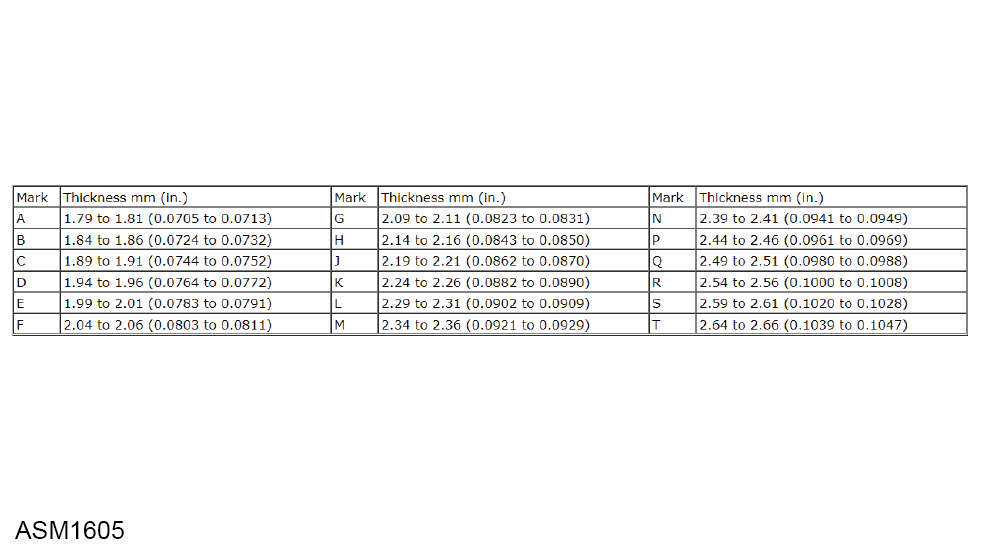 Mark Thickness mm (in.) Mark Thickness mm (in.) Mark Thickness mm (in.)
A 1.79 to 1.81 (0.0705 to 0.0713) G 2.09 to 2.11 (0.0823 to 0.0831) N 2.39 to 2.41 (0.0941 to 0.0949)
B 1.84 to 1.86 (0.0724 to 0.0732) H 2.14 to 2.16 (0.0843 to 0.0850) P 2.44 to 2.46 (0.0961 to 0.0969)
C 1.89 to 1.91 (0.0744 to 0.0752) J 2.19 to 2.21 (0.0862 to 0.0870) Q 2.49 to 2.51 (0.0980 to 0.0988)
D 1.94 to 1.96 (0.0764 to 0.0772) K 2.24 to 2.26 (0.0882 to 0.0890) R 2.54 to 2.56 (0.1000 to 0.1008)
E 1.99 to 2.01 (0.0783 to 0.0791) L 2.29 to 2.31 (0.0902 to 0.0909) S 2.59 to 2.61 (0.1020 to 0.1028)
F 2.04 to 2.06 (0.0803 to 0.0811) M 2.34 to 2.36 (0.0921 to 0.0929) T 2.64 to 2.66 (0.1039 to 0.1047)
ASM1605